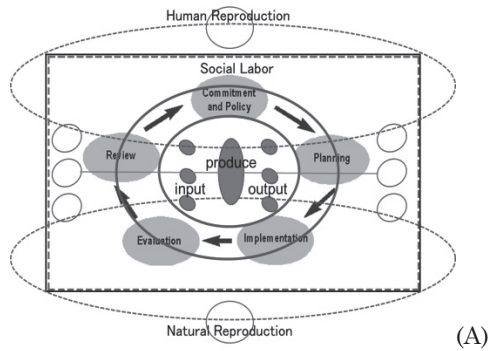 Human Reproduction
Social Labor
Commitment
and Policy
Review
Planning
produce
input
output
Evaluation
Implementation
Natural Reproduction
(A)